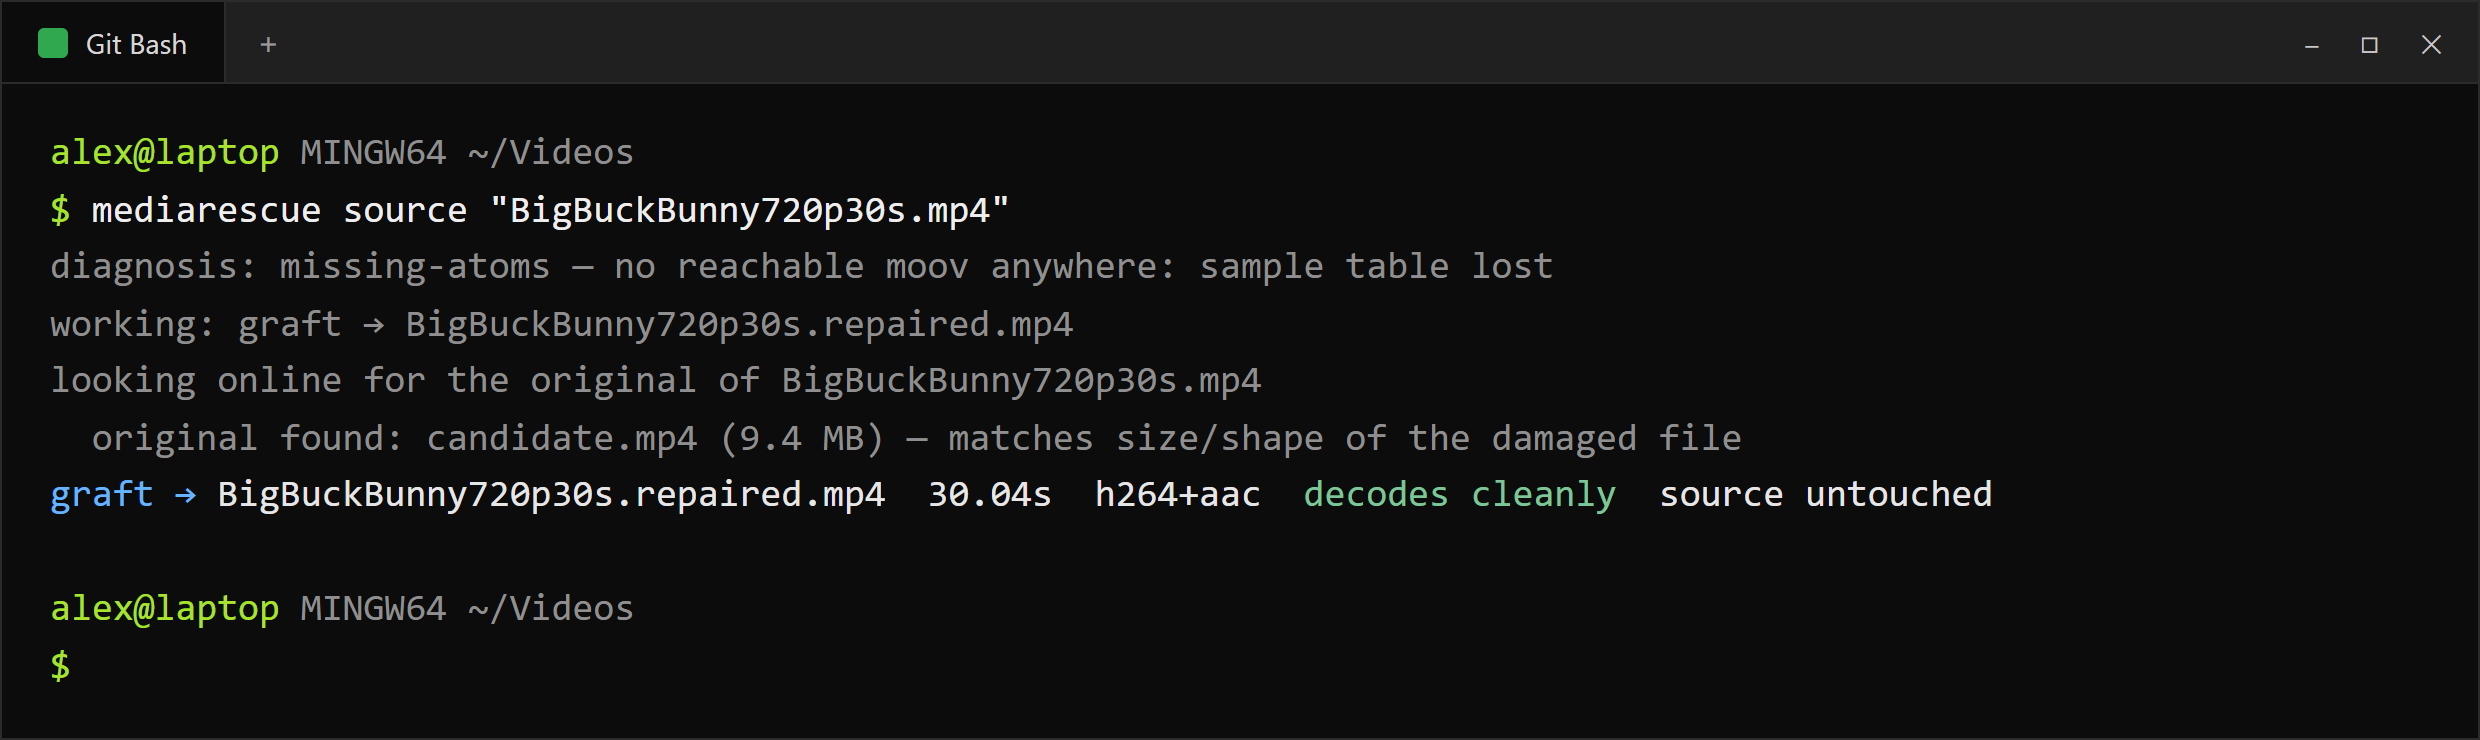 Git Bash +
alex@laptop MINGW64 ~/Videos
$ mediarescue source "BigBuckBunny720p30s.mp4"
diagnosis: missing-atoms — no reachable moov anywhere: sample table lost
working: graft → BigBuckBunny720p30s.repaired.mp4
looking online for the original of BigBuckBunny720p30s.mp4
  original found: candidate.mp4 (9.4 MB) — matches size/shape of the damaged file
graft → BigBuckBunny720p30s.repaired.mp4  30.04s  h264+aac  decodes cleanly  source untouched
alex@laptop MINGW64 ~/Videos
$